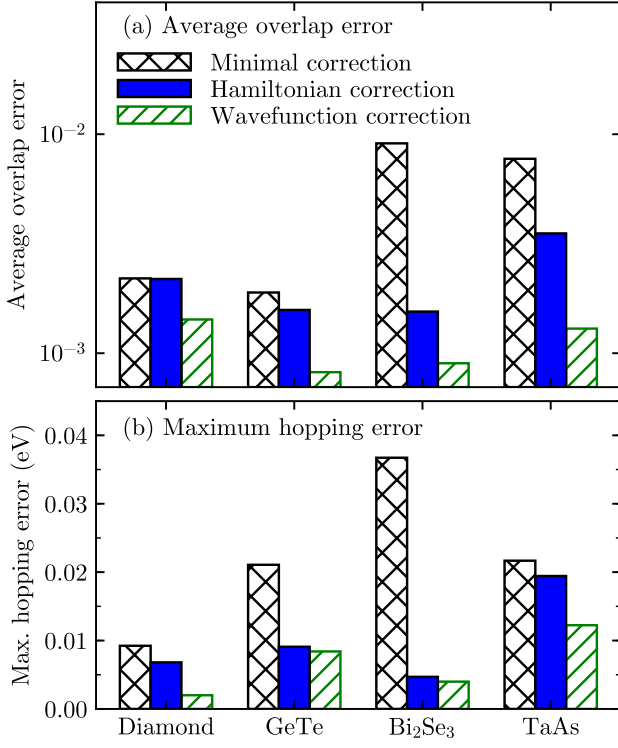 (a) Average overlap error
Minimal correction
Hamiltonian correction
Wavefunction correction
Average overlap error
10⁻²
10⁻³
(b) Maximum hopping error
Max. hopping error (eV)
0.04
0.03
0.02
0.01
0.00
Diamond GeTe Bi₂Se₃ TaAs